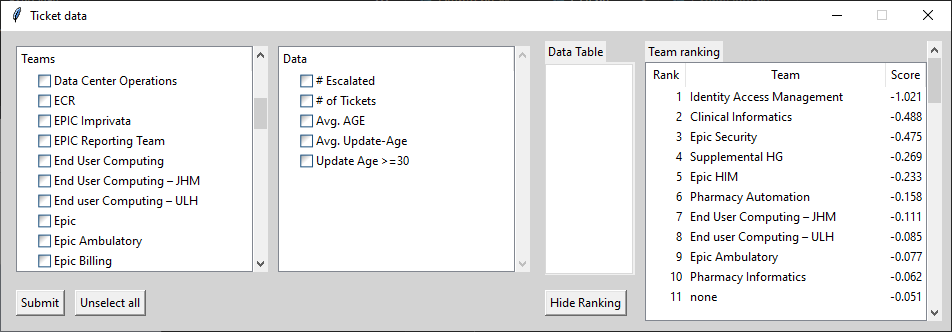 Ticket data
Teams
Data Center Operations
ECR
EPIC Imprivata
EPIC Reporting Team
End User Computing
End User Computing – JHM
End user Computing – ULH
Epic
Epic Ambulatory
Epic Billing
Submit
Unselect all
Data
# Escalated
# of Tickets
Avg. AGE
Avg. Update-Age
Update Age >=30
Data Table
Hide Ranking
Team ranking
Rank Team Score
1 Identity Access Management -1.021
2 Clinical Informatics -0.488
3 Epic Security -0.475
4 Supplemental HG -0.269
5 Epic HIM -0.233
6 Pharmacy Automation -0.158
7 End User Computing – JHM -0.111
8 End user Computing – ULH -0.085
9 Epic Ambulatory -0.077
10 Pharmacy Informatics -0.062
11 none -0.051